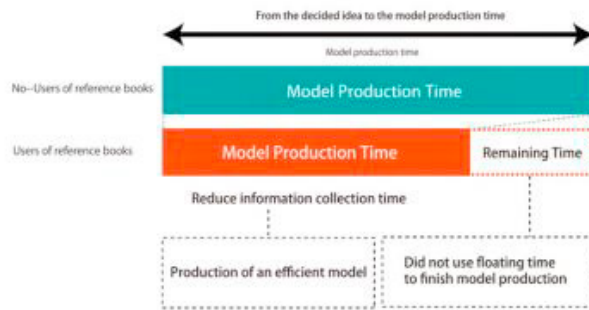 From the decided idea to the model production time
Model production time
No--Users of reference books
Model Production Time
Users of reference books
Model Production Time
Remaining Time
Reduce information collection time
Production of an efficient model
Did not use floating time
to finish model production